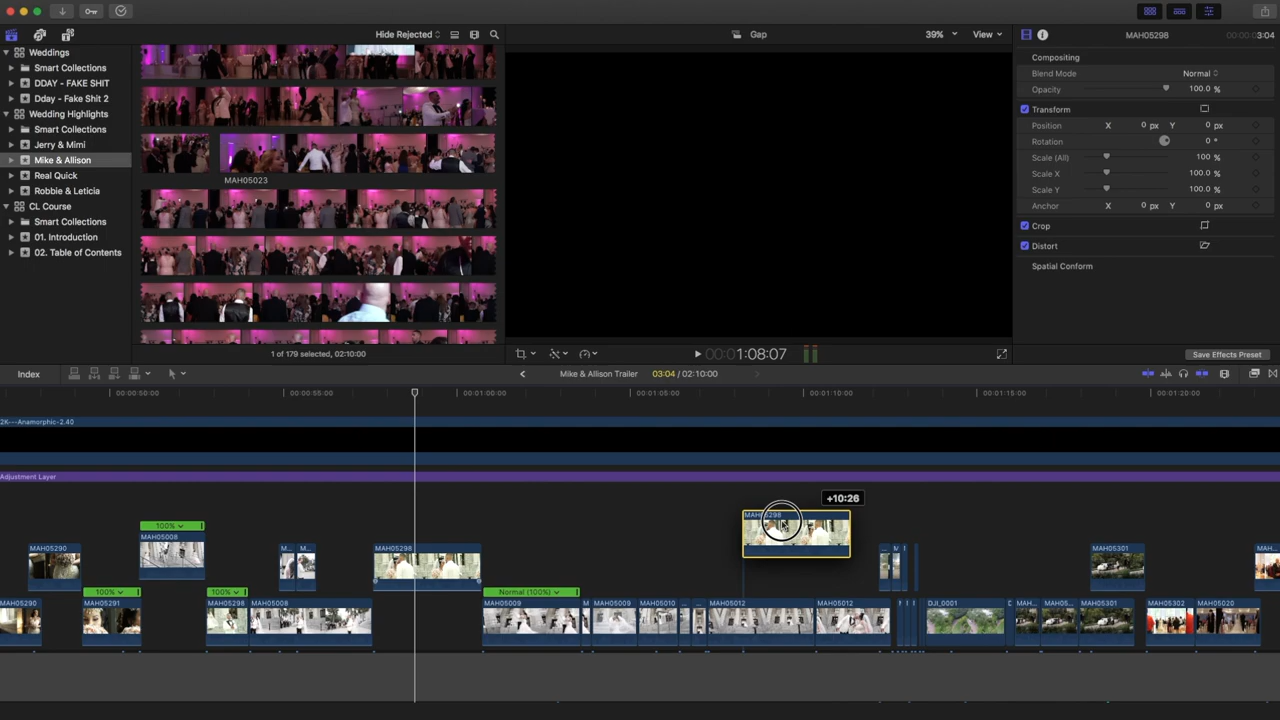 Hide Rejected
Gap
39%
View
MAH05298
3:04
Weddings
Smart Collections
DDAY - FAKE SHIT
Dday - Fake Shit 2
Wedding Highlights
Smart Collections
Jerry & Mimi
Mike & Allison
Real Quick
Robbie & Leticia
CL Course
Smart Collections
01. Introduction
02. Table of Contents
MAH05023
1 of 179 selected, 02:10:00
00:00:01:08:07
Compositing
Blend Mode
Normal
Opacity
100.0 %
Transform
Position
X
0 px
Y
0 px
Rotation
0 °
Scale (All)
100 %
Scale X
100.0 %
Scale Y
100.0 %
Anchor
X
0 px
Y
0 px
Crop
Distort
Spatial Conform
Save Effects Preset
Index
Mike & Allison Trailer
03:04 / 02:10:00
00:00:50:00
00:00:55:00
00:01:00:00
00:01:05:00
00:01:10:00
00:01:15:00
00:01:20:00
2K---Anamorphic-2.40
Adjustment Layer
+10:26
MAH05298
100%
MAH05008
MAH05290
M...
M...
MAH05298
...
M
MAH05301
MAH...
100%
100%
Normal (100%)
MAH05290
MAH05291
MAH05298
MAH05008
MAH05009
MAH05009
MAH05010
...
...
MAH05012
MAH05012
DJI_0001
MAH...
MAH05...
MAH05301
MAH05302
MAH05020